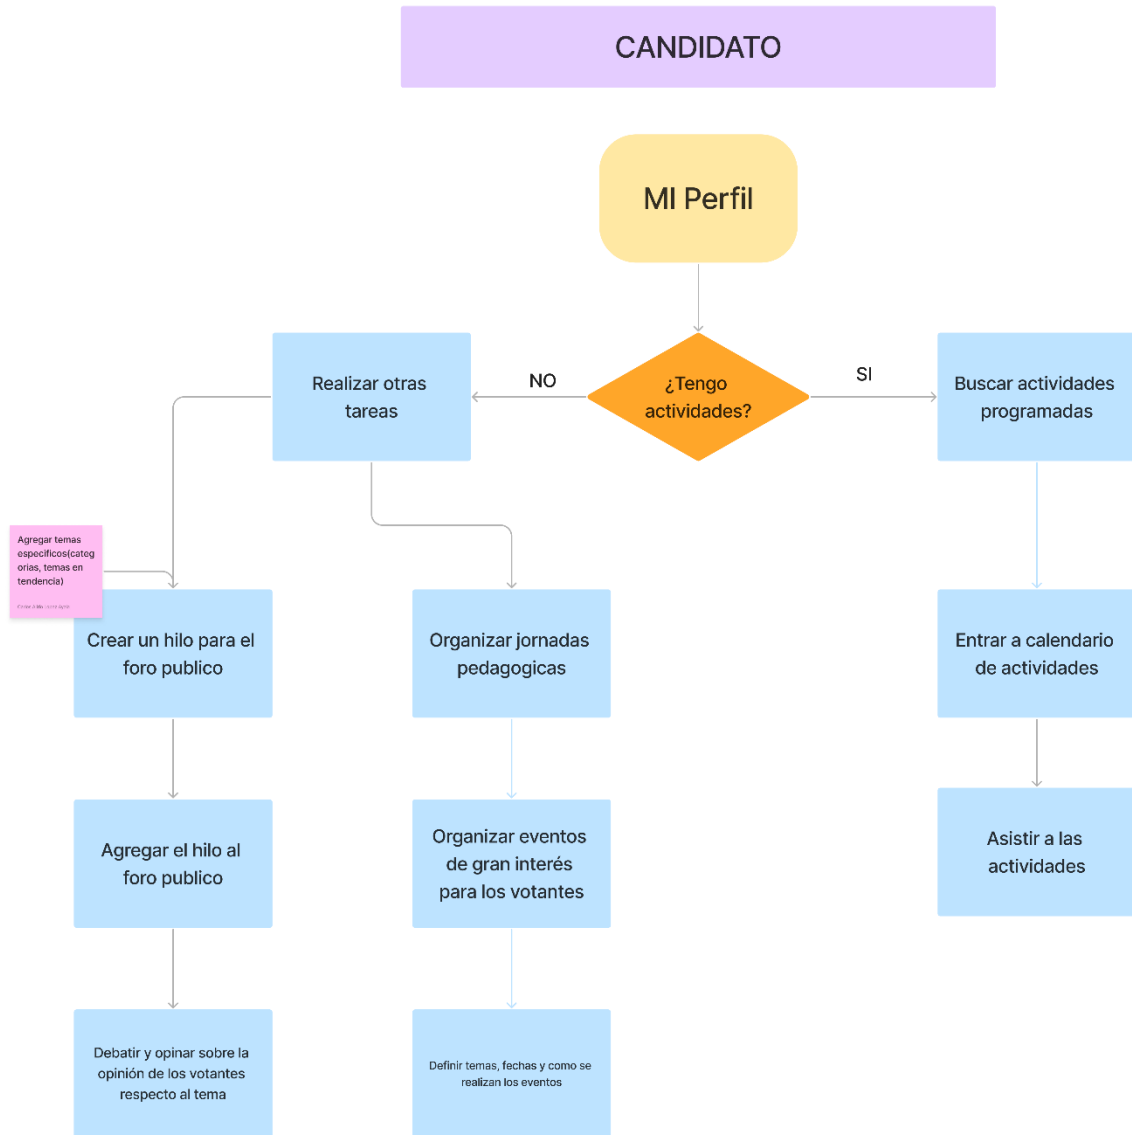 CANDIDATO
MI Perfil
¿Tengo
actividades?
NO
SI
Realizar otras
tareas
Buscar actividades
programadas
Agregar temas
especificos(categ
orias, temas en
tendencia)
Crear un hilo para el
foro publico
Organizar jornadas
pedagogicas
Entrar a calendario
de actividades
Agregar el hilo al
foro publico
Organizar eventos
de gran interés
para los votantes
Asistir a las
actividades
Debatir y opinar sobre la
opinión de los votantes
respecto al tema
Definir temas, fechas y como se
realizan los eventos